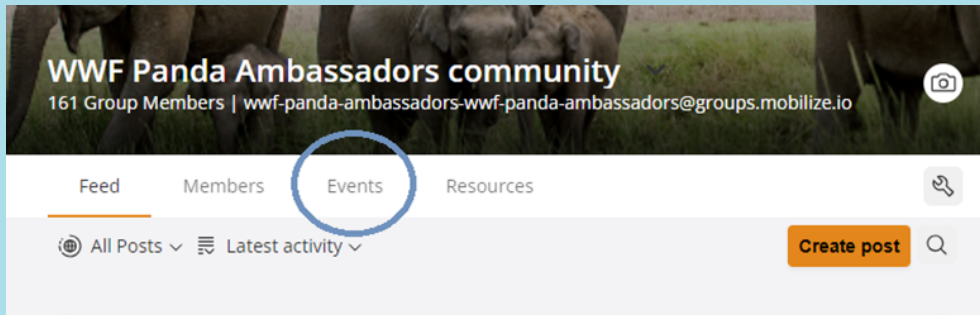 WWF Panda Ambassadors community
161 Group Members | wwf-panda-ambassadors-wwf-panda-ambassadors@groups.mobilize.io
Feed Members Events Resources
All Posts Latest activity Create post